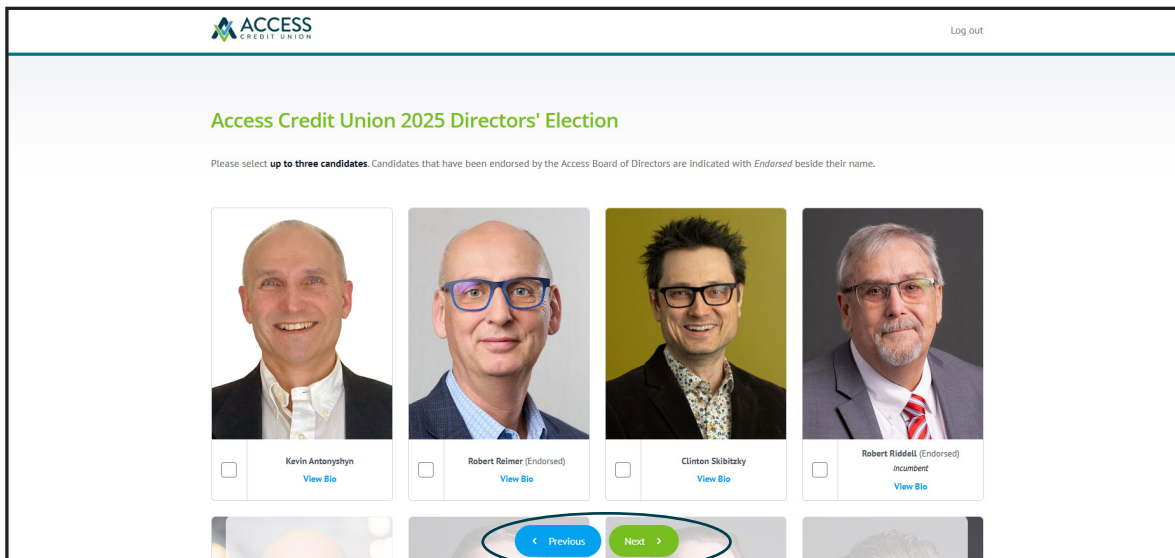 ACCESS
CREDIT UNION
Log out
Access Credit Union 2025 Directors' Election
Please select up to three candidates. Candidates that have been endorsed by the Access Board of Directors are indicated with Endorsed beside their name.
Kevin Antonyshyn
View Bio
Robert Reimer (Endorsed)
View Bio
Clinton Skibitzky
View Bio
Robert Riddell (Endorsed)
Incumbent
View Bio
Previous
Next